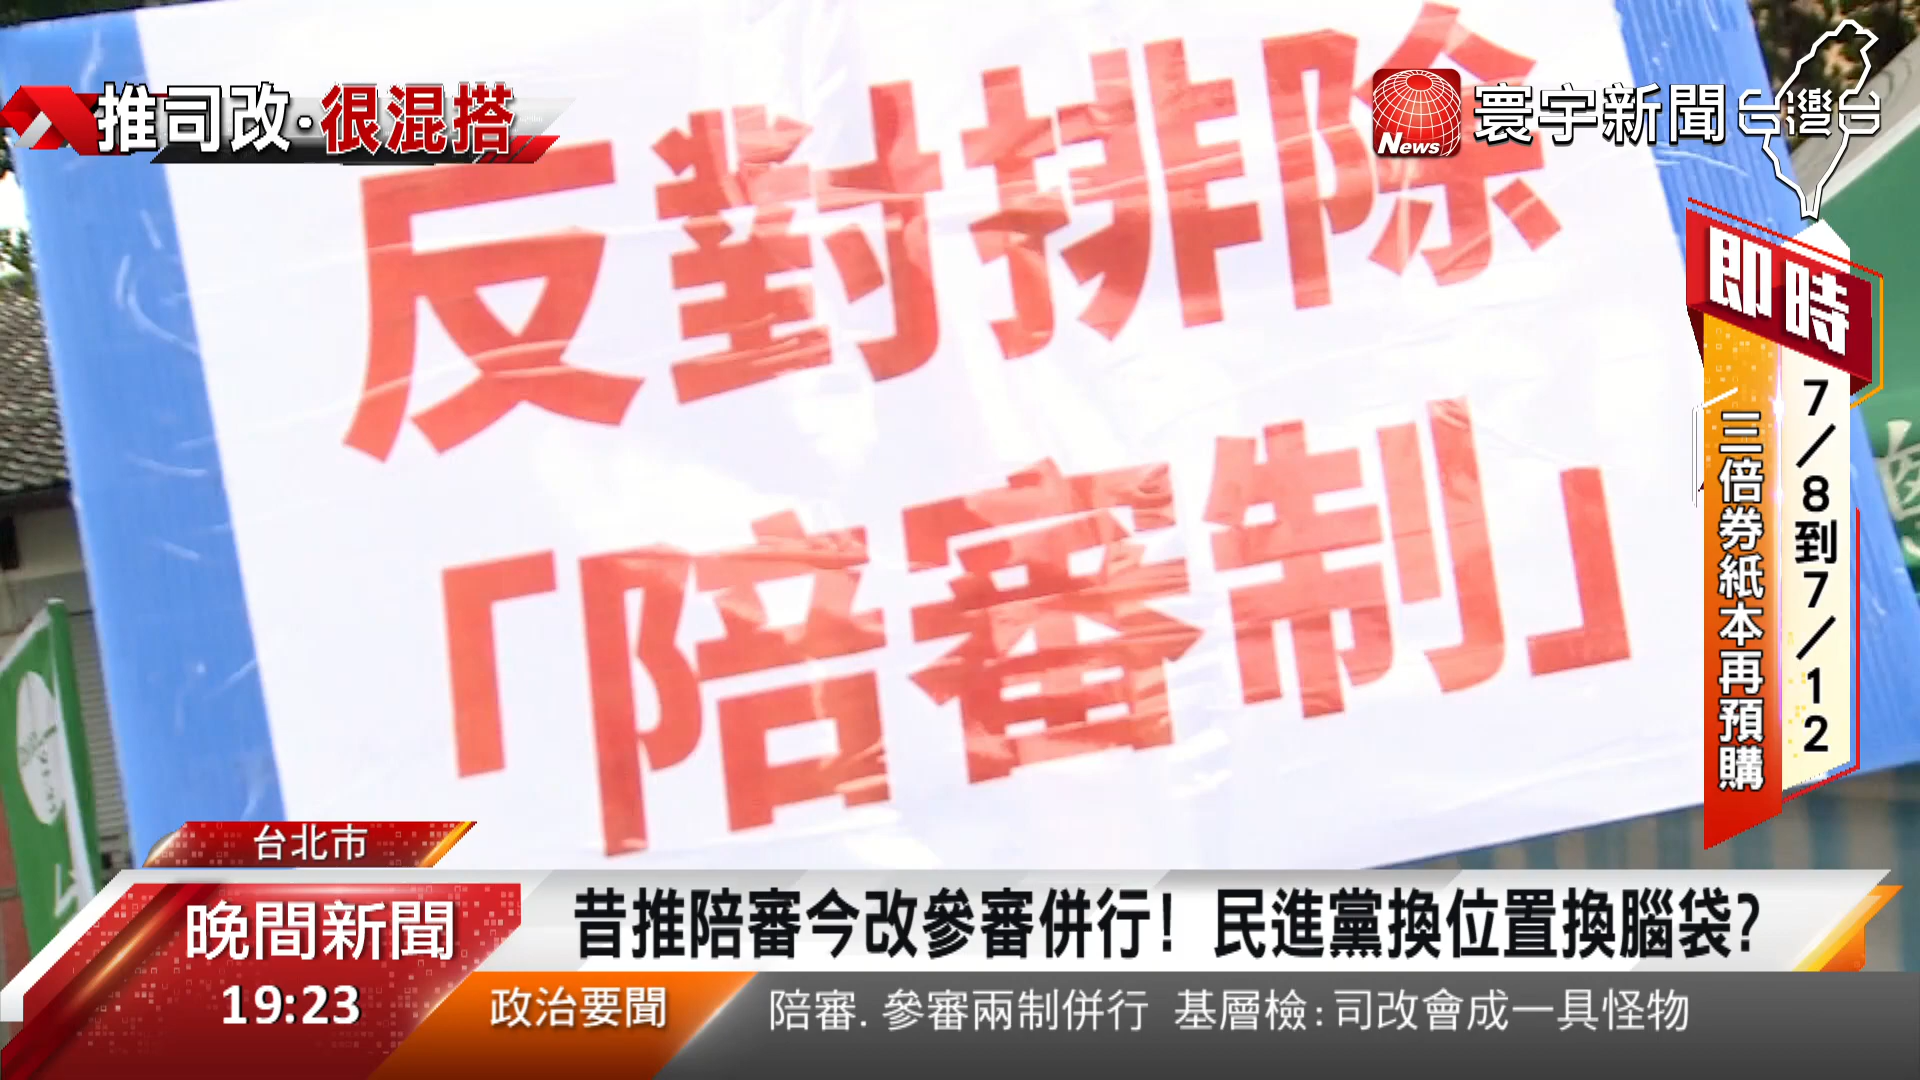 推司改·很混搭
News
寰宇新聞
台灣台
反對排除
「陪審制」
即時
7/8到7/12
三倍券紙本再預購
台北市
晚間新聞
19:23
昔推陪審今改參審併行! 民進黨換位置換腦袋?
政治要聞
陪審.參審兩制併行 基層檢:司改會成一具怪物